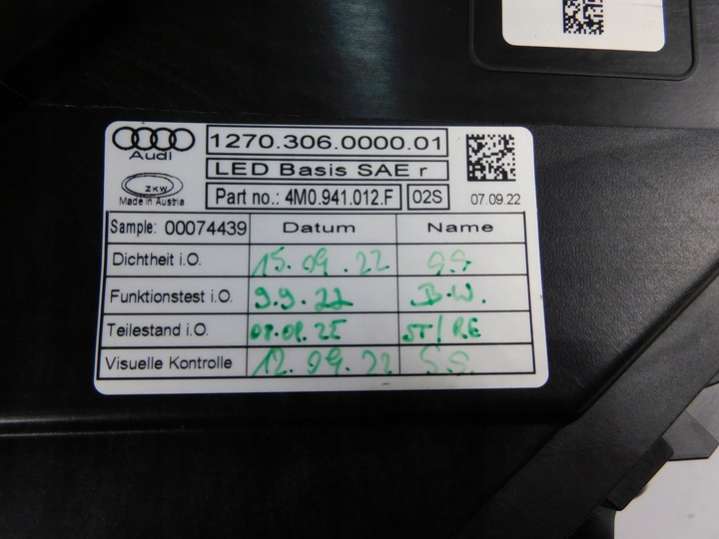 1270.306.0000.01
Audi
LED Basis SAE r
ZKW
Made in Austria
Part no.: 4M0.941.012.F 02S 07.09.22
Sample: 00074439 Datum Name
Dichtheit i.O. 15.09.22 S.S.
Funktionstest i.O. 9.9.22 B.W.
Teilestand i.O. ST/RE
Visuelle Kontrolle 12.09.22 S.S.